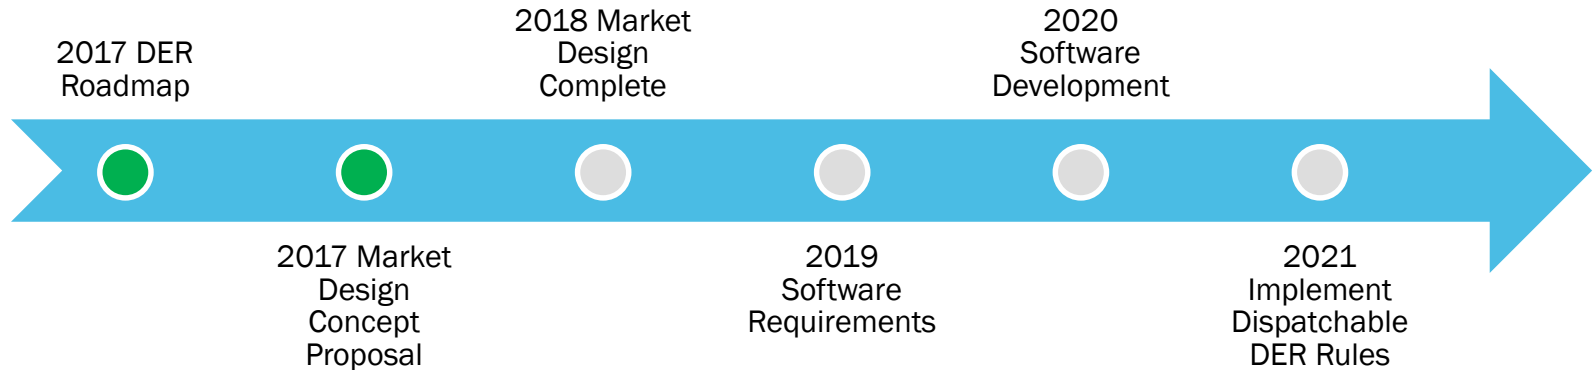 2017 DER
Roadmap
2017 Market
Design
Concept
Proposal
2018 Market
Design
Complete
2019
Software
Requirements
2020
Software
Development
2021
Implement
Dispatchable
DER Rules